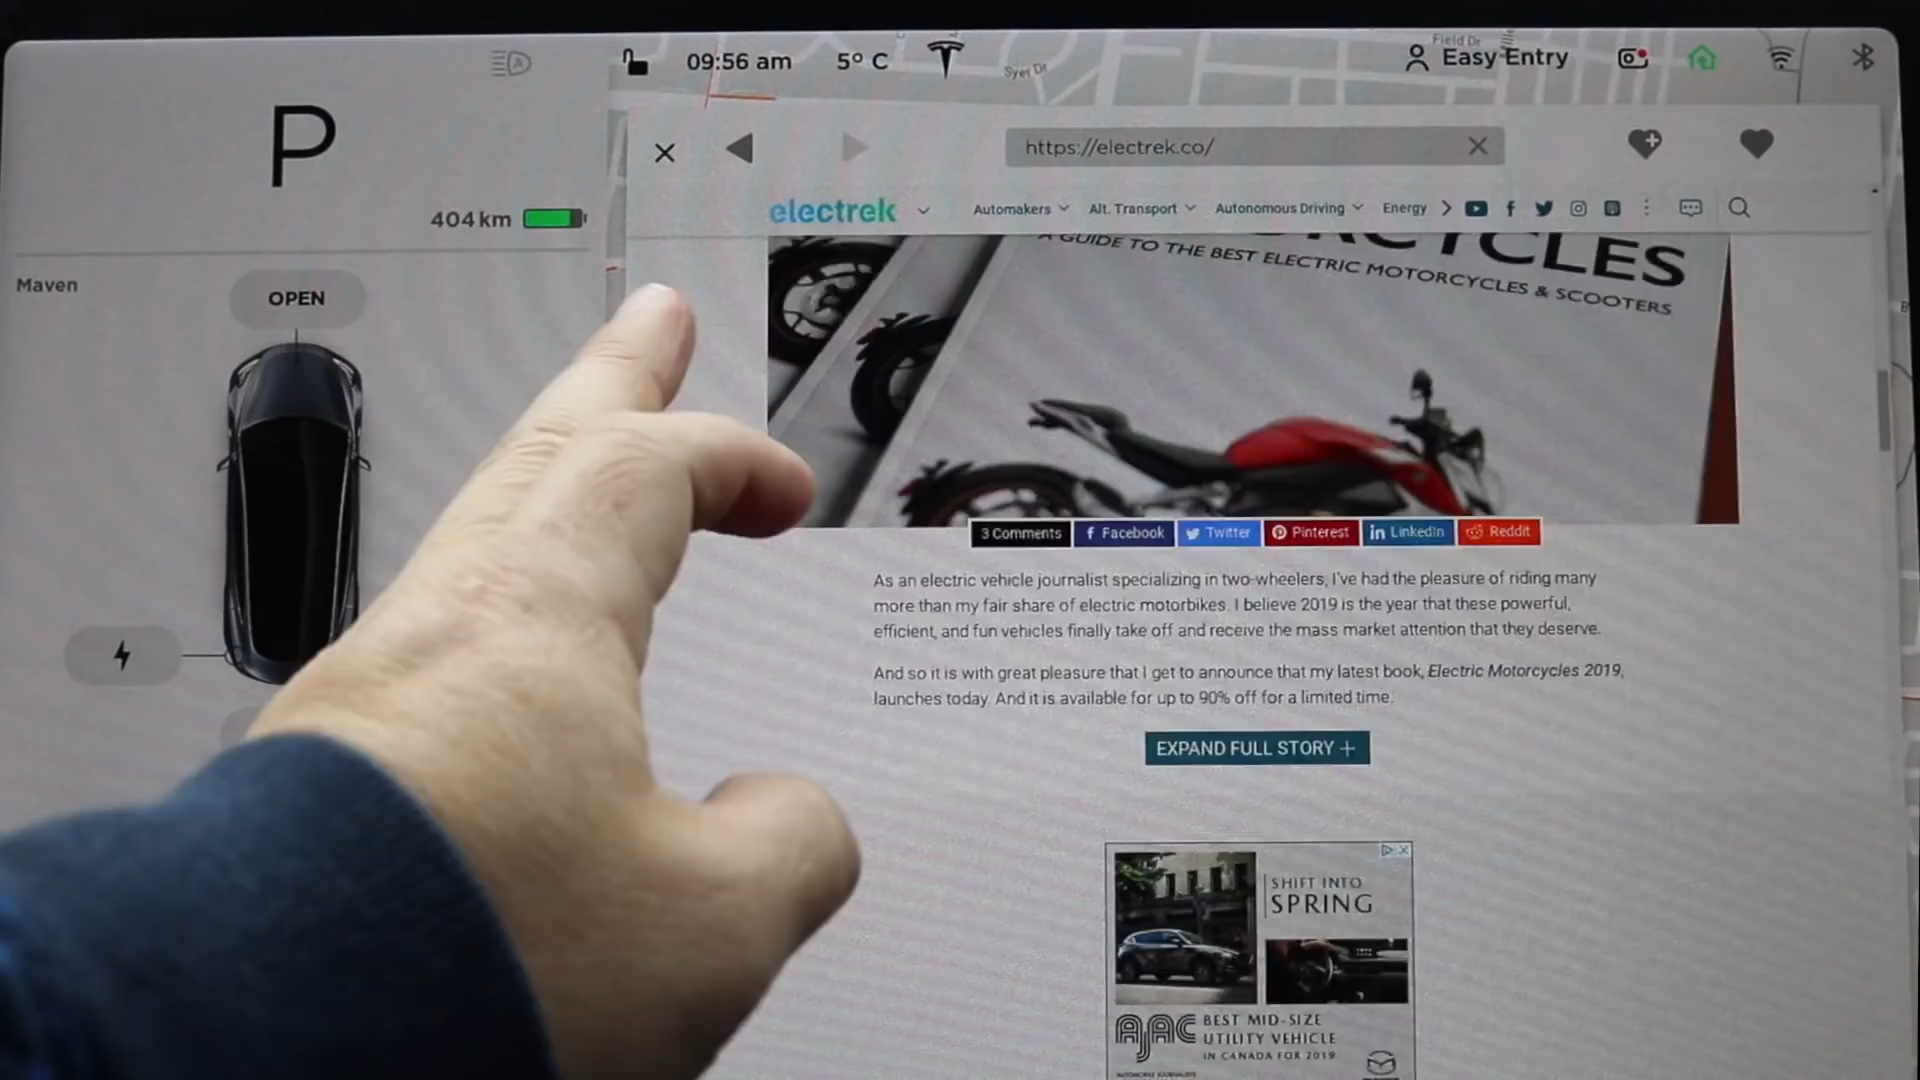 09:56 am
5° C
Syer Dr
Field Dr
Easy Entry
P
404 km
Maven
OPEN
https://electrek.co/
electrek
Automakers
Alt. Transport
Autonomous Driving
Energy
A GUIDE TO THE BEST ELECTRIC MOTORCYCLES & SCOOTERS
3 Comments
Facebook
Twitter
Pinterest
LinkedIn
Reddit
As an electric vehicle journalist specializing in two-wheelers, I've had the pleasure of riding many
more than my fair share of electric motorbikes. I believe 2019 is the year that these powerful,
efficient, and fun vehicles finally take off and receive the mass market attention that they deserve.
And so it is with great pleasure that I get to announce that my latest book, Electric Motorcycles 2019,
launches today. And it is available for up to 90% off for a limited time.
EXPAND FULL STORY +
SHIFT INTO
SPRING
AJAC
BEST MID-SIZE
UTILITY VEHICLE
IN CANADA FOR 2019